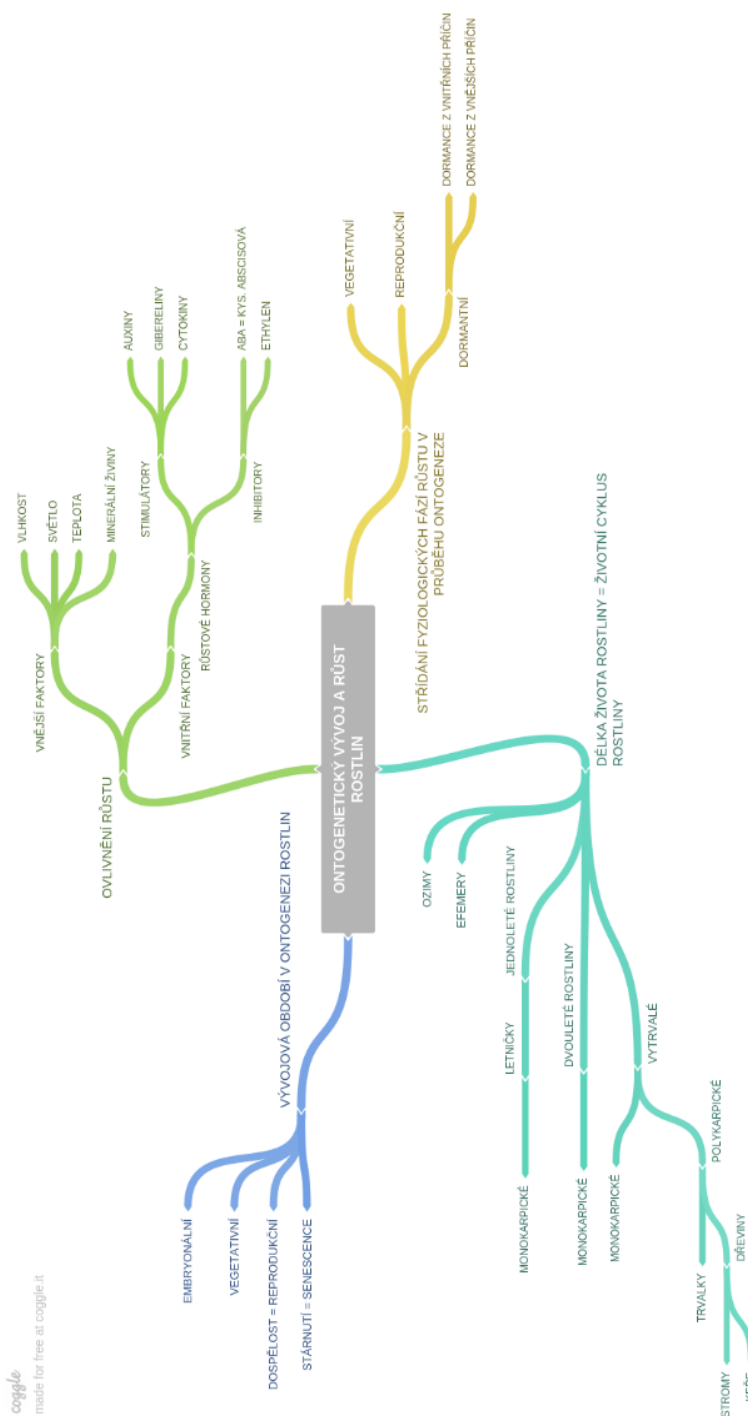 coggle
made for free at coggle.it
ONTOGENETICKÝ VÝVOJ A RŮST
ROSTLIN
VÝVOJOVÁ OBDOBÍ V ONTOGENEZI ROSTLIN
EMBRYONÁLNÍ
VEGETATIVNÍ
DOSPĚLOST = REPRODUKČNÍ
STÁRNUTÍ = SENESCENCE
OVLIVNĚNÍ RŮSTU
VNĚJŠÍ FAKTORY
VLHKOST
SVĚTLO
TEPLOTA
MINERÁLNÍ ŽIVINY
VNITŘNÍ FAKTORY
RŮSTOVÉ HORMONY
STIMULÁTORY
AUXINY
GIBERELINY
CYTOKINY
INHIBITORY
ABA = KYS. ABSCISOVÁ
ETHYLEN
STŘÍDÁNÍ FYZIOLOGICKÝCH FÁZÍ RŮSTU V
PRŮBĚHU ONTOGENEZE
VEGETATIVNÍ
REPRODUKČNÍ
DORMANTNÍ
DORMANCE Z VNITŘNÍCH PŘÍČIN
DORMANCE Z VNĚJŠÍCH PŘÍČIN
DÉLKA ŽIVOTA ROSTLINY = ŽIVOTNÍ CYKLUS
ROSTLINY
OZIMY
EFEMERY
JEDNOLETÉ ROSTLINY
LETNIČKY
MONOKARPICKÉ
DVOULETÉ ROSTLINY
MONOKARPICKÉ
VYTRVALÉ
MONOKARPICKÉ
POLYKARPICKÉ
TRVALKY
DŘEVINY
STROMY